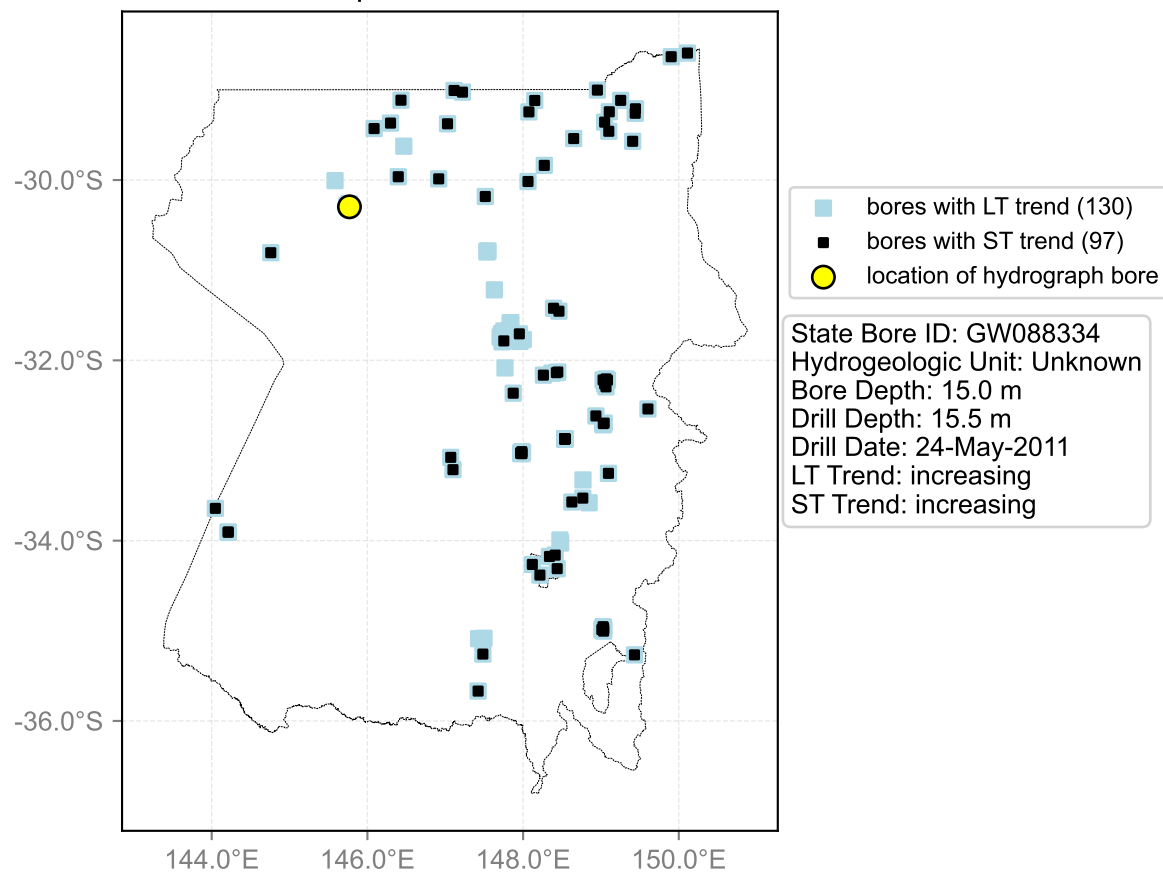 -30.0°S
-32.0°S
-34.0°S
-36.0°S
144.0°E
146.0°E
148.0°E
150.0°E
bores with LT trend (130)
bores with ST trend (97)
location of hydrograph bore
State Bore ID: GW088334
Hydrogeologic Unit: Unknown
Bore Depth: 15.0 m
Drill Depth: 15.5 m
Drill Date: 24-May-2011
LT Trend: increasing
ST Trend: increasing